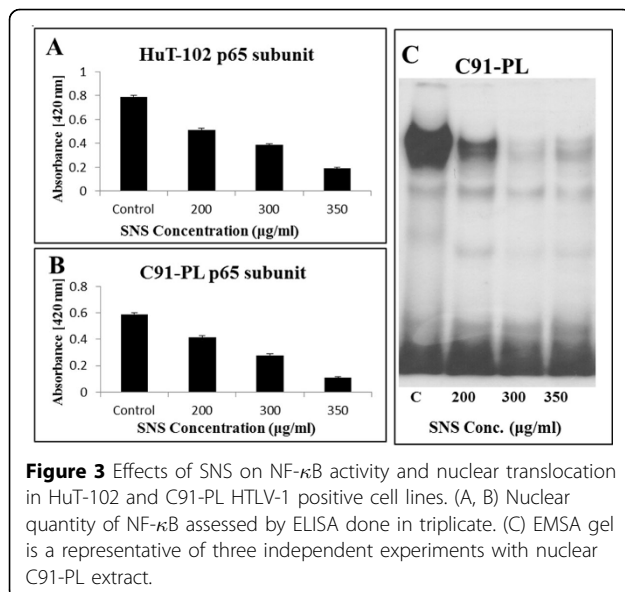 A
HuT-102 p65 subunit
Absorbance [420 nm]
1
0.8
0.6
0.4
0.2
0
Control 200 300 350
SNS Concentration (µg/ml)
B
C91-PL p65 subunit
Absorbance [420 nm]
0.6
0.4
0.2
0
Control 200 300 350
SNS Concentration (µg/ml)
C
C91-PL
C 200 300 350
SNS Conc. (µg/ml)
Figure 3 Effects of SNS on NF-κB activity and nuclear translocation
in HuT-102 and C91-PL HTLV-1 positive cell lines. (A, B) Nuclear
quantity of NF-κB assessed by ELISA done in triplicate. (C) EMSA gel
is a representative of three independent experiments with nuclear
C91-PL extract.